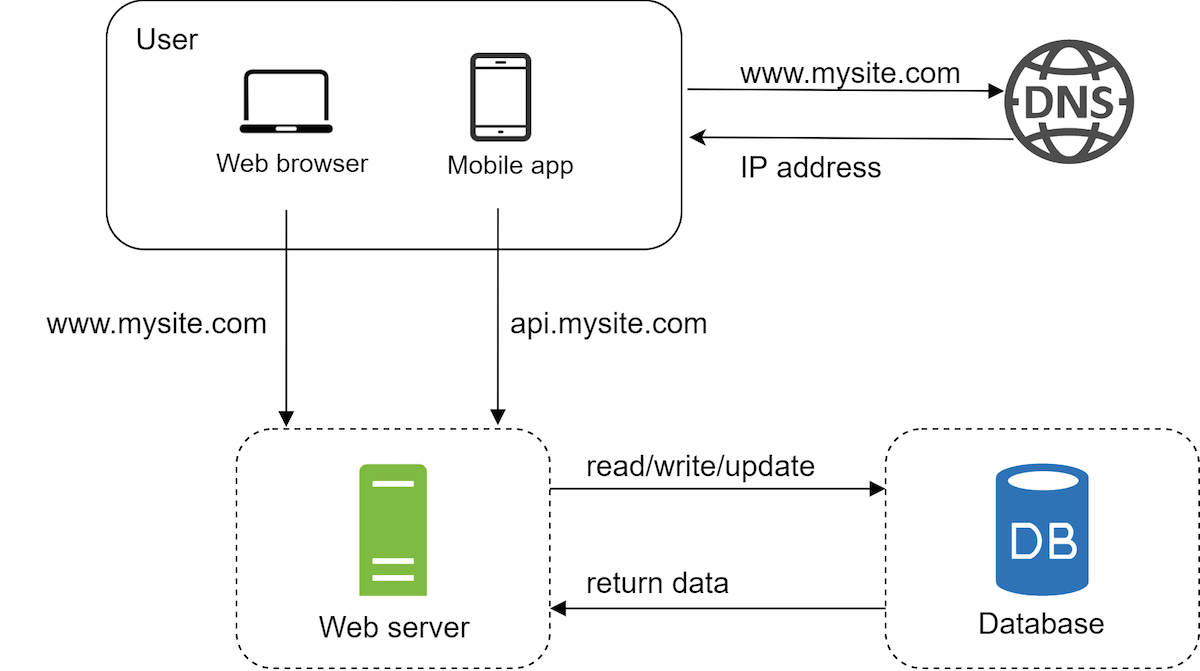 User
Web browser
Mobile app
www.mysite.com
DNS
IP address
www.mysite.com
api.mysite.com
read/write/update
return data
Web server
DB
Database